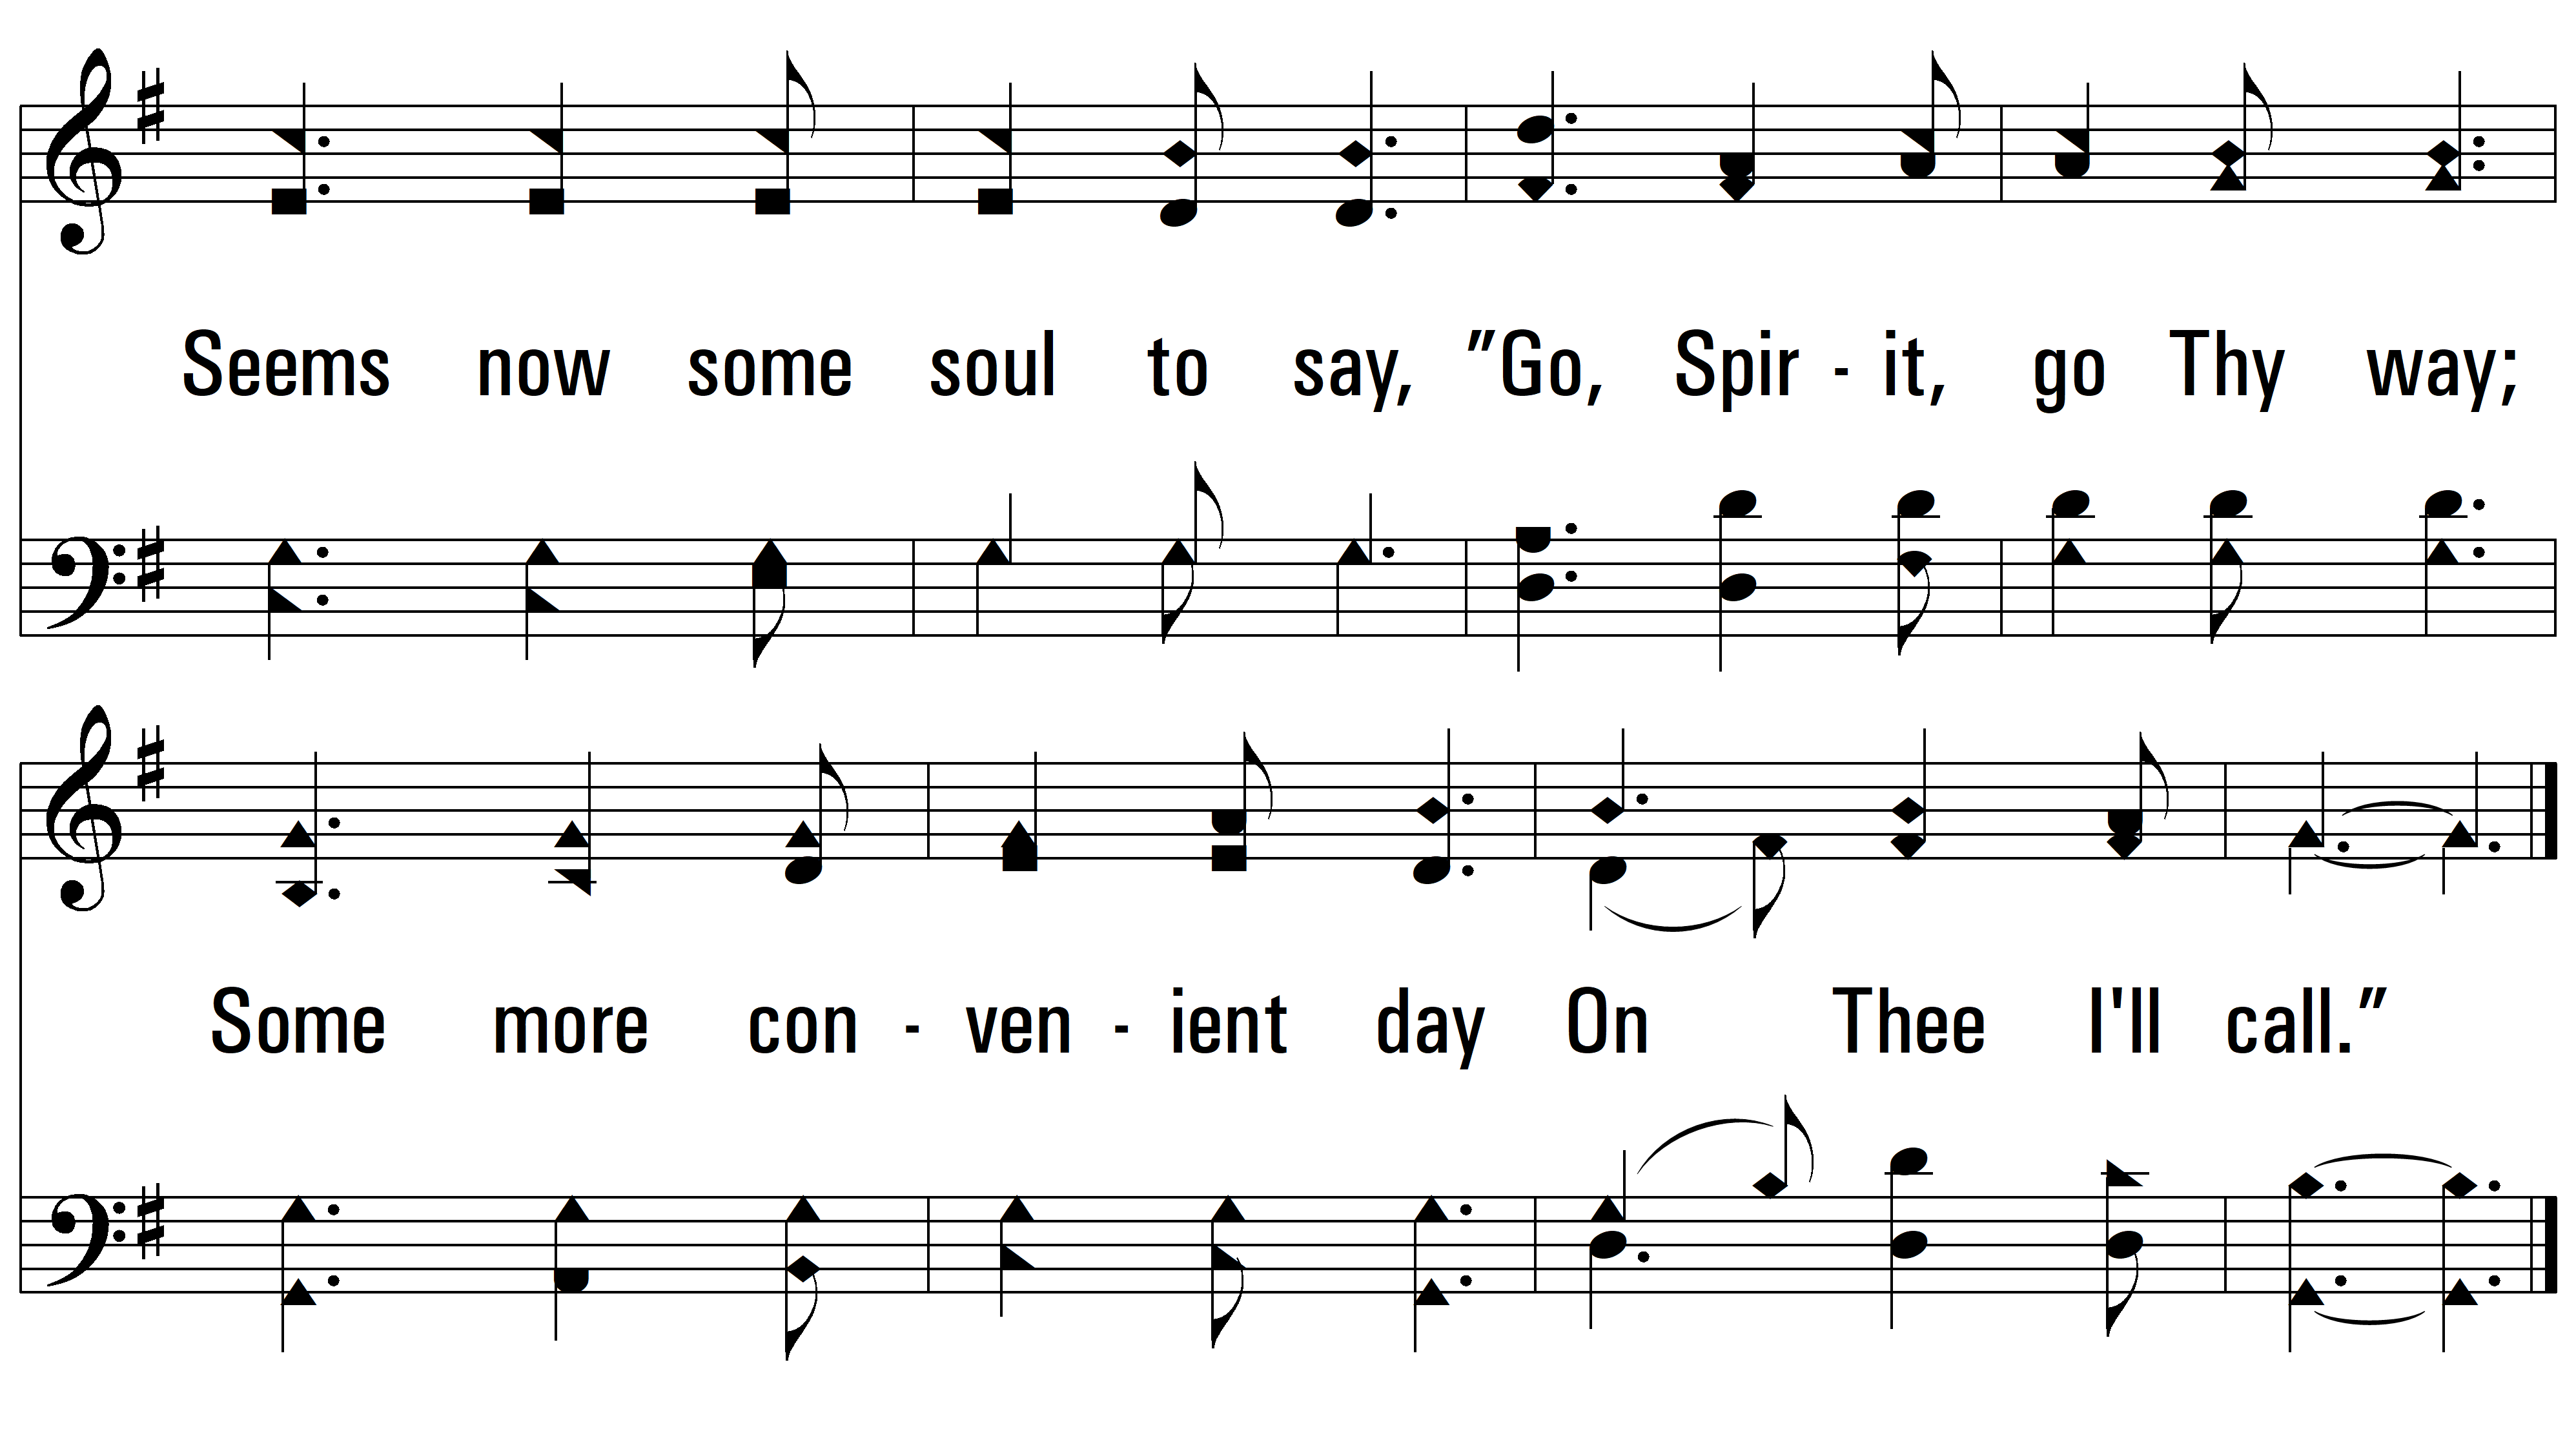 Seems now some soul to say, "Go, Spir - it, go Thy way;
Some more con - ven - ient day On Thee I'll call."